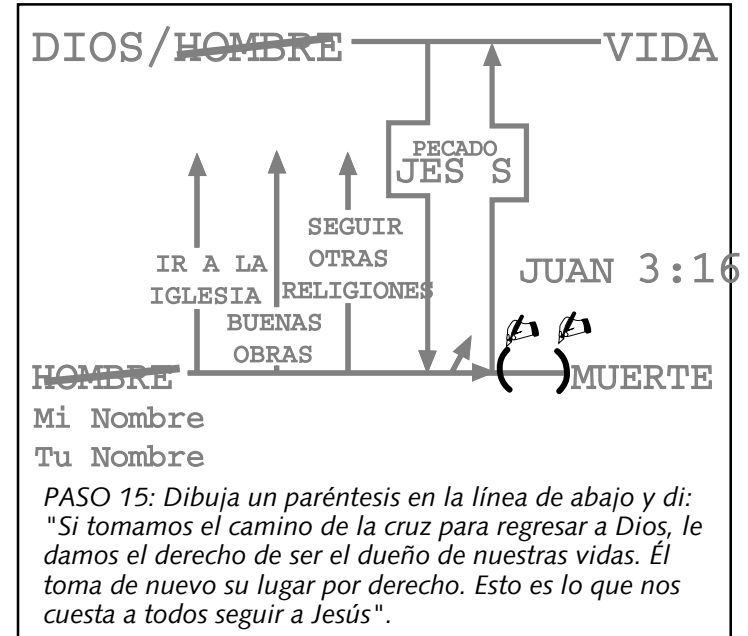 DIOS/HOMBRE VIDA
PECADO
JES S
SEGUIR
OTRAS
RELIGIONES
IR A LA
IGLESIA
BUENAS
OBRAS
JUAN 3:16
HOMBRE ( ) MUERTE
Mi Nombre
Tu Nombre
PASO 15: Dibuja un paréntesis en la línea de abajo y di:
"Si tomamos el camino de la cruz para regresar a Dios, le
damos el derecho de ser el dueño de nuestras vidas. Él
toma de nuevo su lugar por derecho. Esto es lo que nos
cuesta a todos seguir a Jesús".